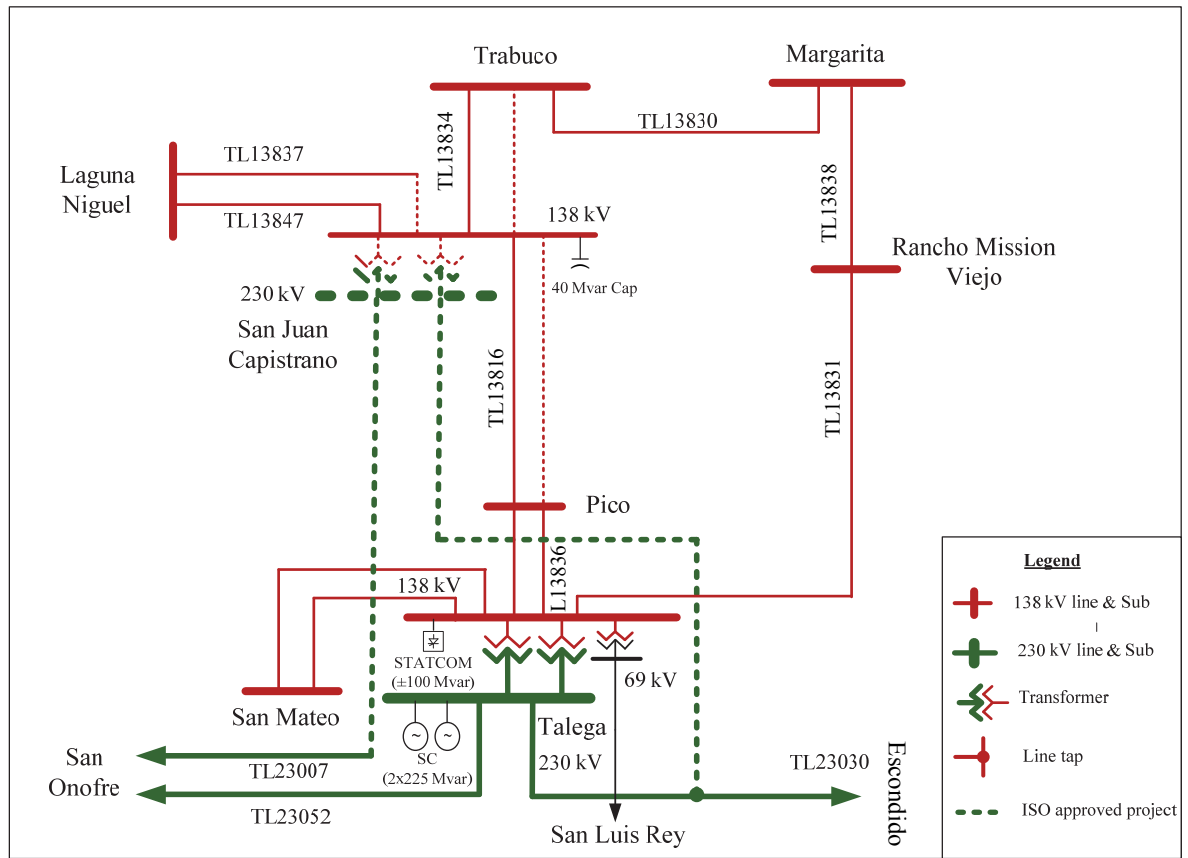 Trabuco
Margarita
TL13830
TL13834
TL13837
Laguna
Niguel
TL13847
138 kV
TL13838
Rancho Mission
Viejo
40 Mvar Cap
230 kV
San Juan
Capistrano
TL13816
TL13831
Pico
L13836
138 kV
STATCOM
(±100 Mvar)
69 kV
San Mateo
Talega
~
~
SC
(2x225 Mvar)
230 kV
San
Onofre
TL23007
TL23052
TL23030
Escondido
San Luis Rey
Legend
138 kV line & Sub
230 kV line & Sub
Transformer
Line tap
ISO approved project